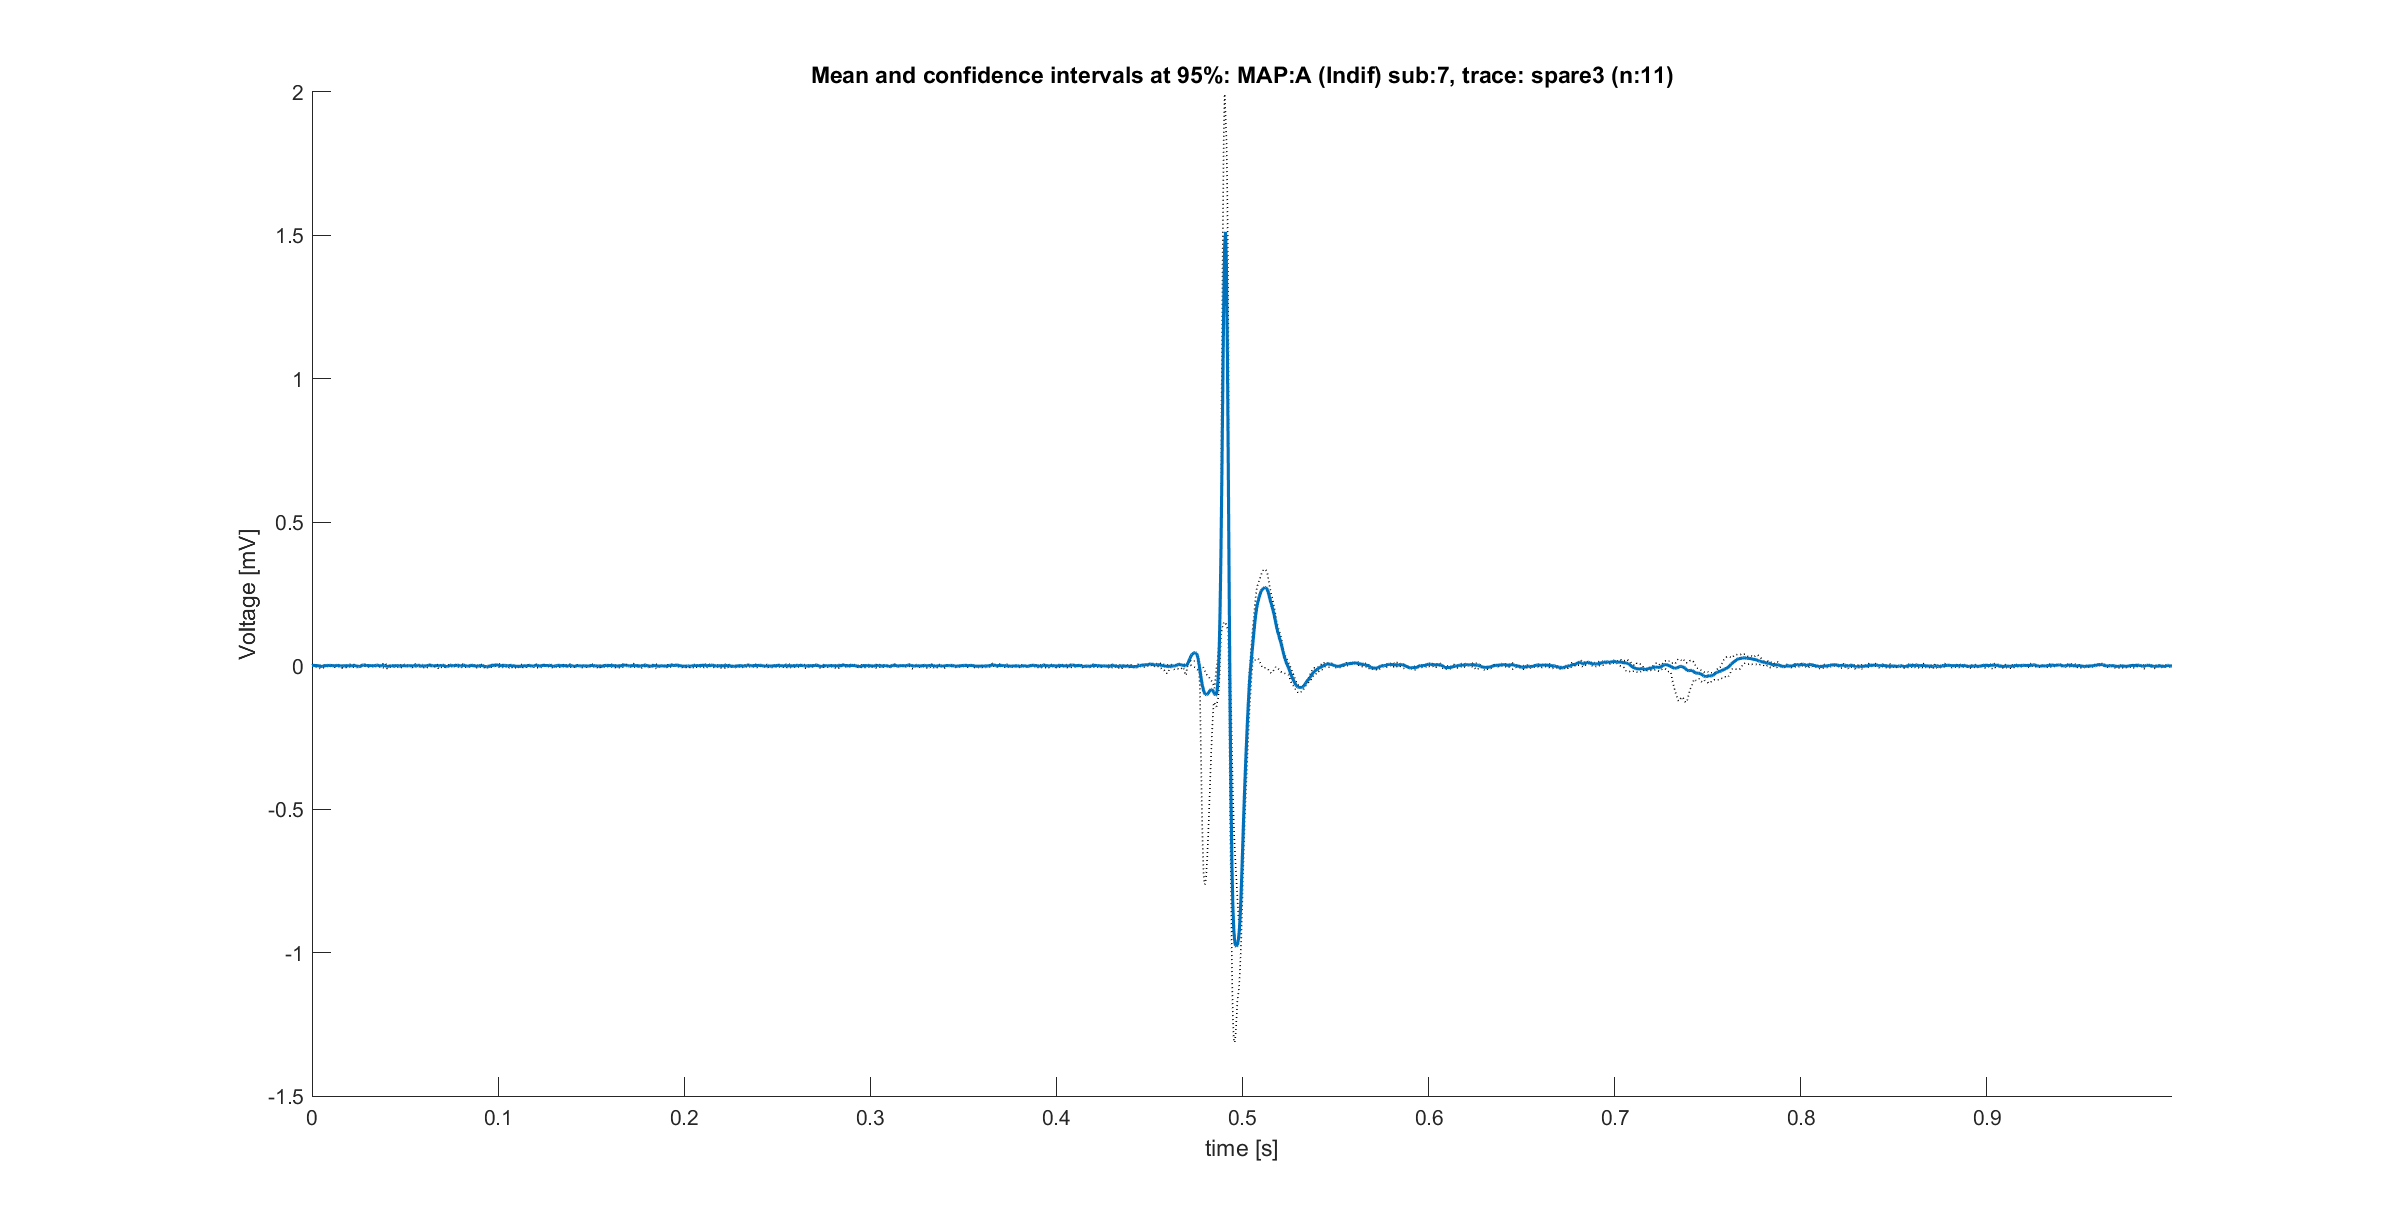 Mean and confidence intervals at 95%: MAP:A (Indif) sub:7, trace: spare3 (n:11)
2
1.5
1
0.5
0
-0.5
-1
-1.5
Voltage [mV]
0 0.1 0.2 0.3 0.4 0.5 0.6 0.7 0.8 0.9
time [s]